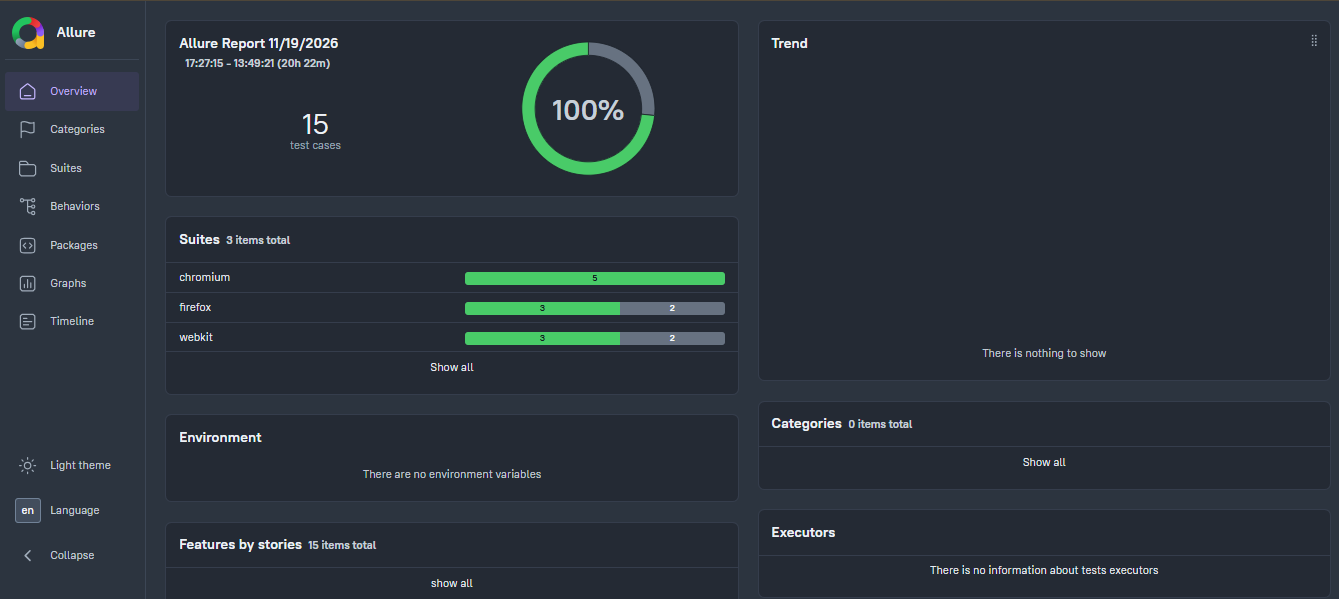 Allure
Overview
Categories
Suites
Behaviors
Packages
Graphs
Timeline
Light theme
en Language
Collapse
Allure Report 11/19/2026
17:27:15 - 13:49:21 (20h 22m)
15
test cases
100%
Suites 3 items total
chromium 5
firefox 3 2
webkit 3 2
Show all
Environment
There are no environment variables
Features by stories 15 items total
show all
Trend
There is nothing to show
Categories 0 items total
Show all
Executors
There is no information about tests executors